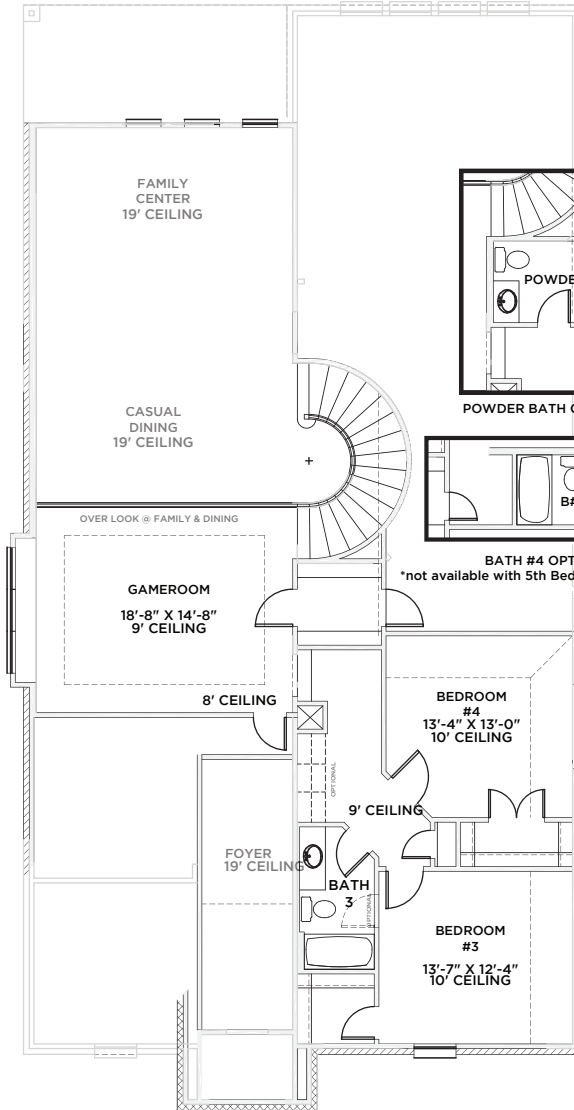 FAMILY
CENTER
19' CEILING
POWDE
POWDER BATH
CASUAL
DINING
19' CEILING
B#
OVER LOOK @ FAMILY & DINING
BATH #4 OPT
*not available with 5th Bed
GAMEROOM
18'-8" X 14'-8"
9' CEILING
8' CEILING
BEDROOM
#4
13'-4" X 13'-0"
10' CEILING
OPTIONAL
9' CEILING
FOYER
19' CEILING
BATH
3
OPTIONAL
BEDROOM
#3
13'-7" X 12'-4"
10' CEILING